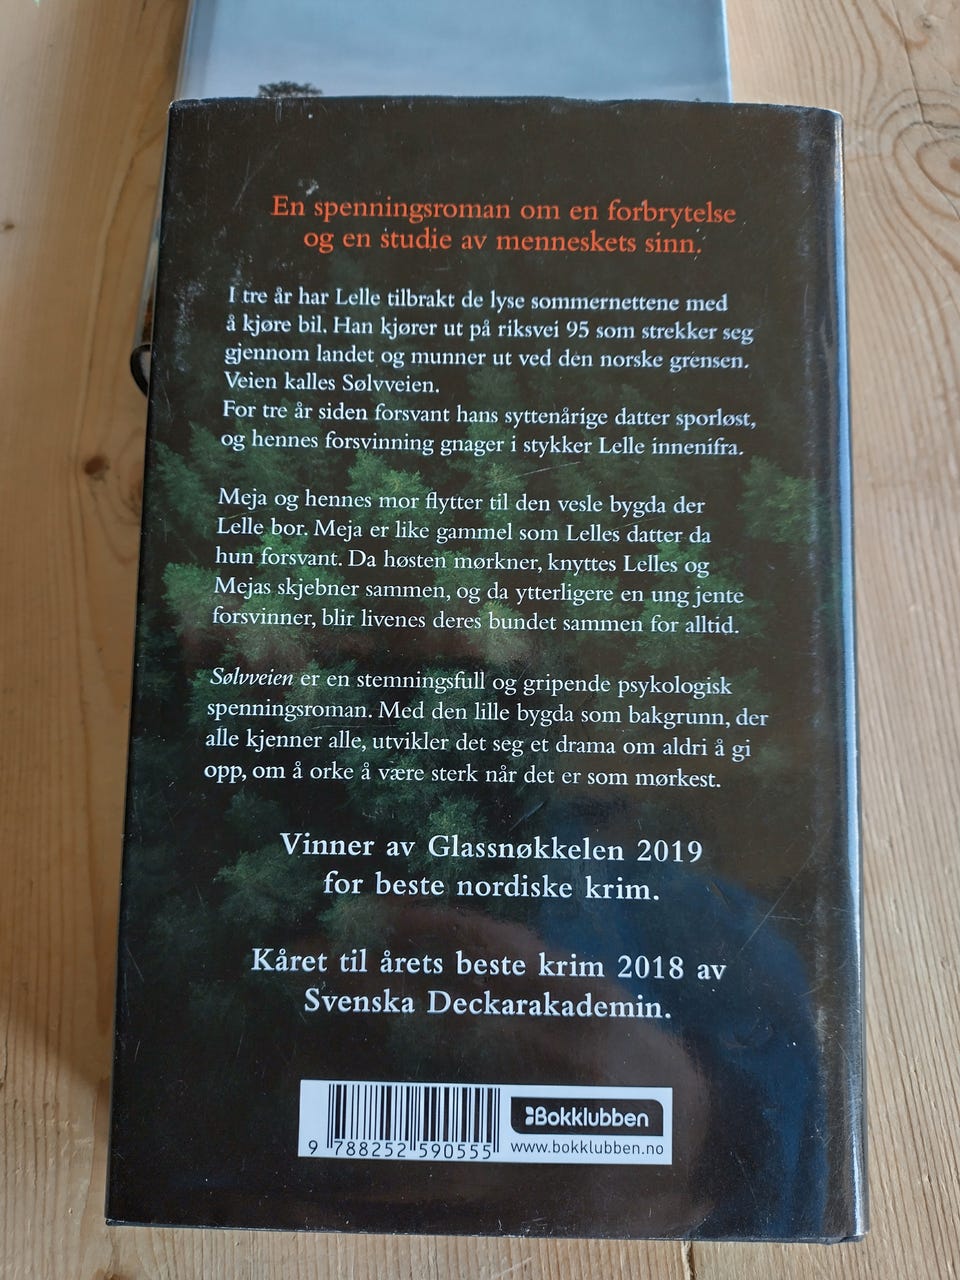 En spenningsroman om en forbrytelse
og en studie av menneskets sinn.
I tre år har Lelle tilbrakt de lyse sommernettene med
å kjøre bil. Han kjører ut på riksvei 95 som strekker seg
gjennom landet og munner ut ved den norske grensen.
Veien kalles Sølvveien.
For tre år siden forsvant hans syttenårige datter sporløst,
og hennes forsvinning gnager i stykker Lelle innenifra.
Meja og hennes mor flytter til den vesle bygda der
Lelle bor. Meja er like gammel som Lelles datter da
hun forsvant. Da høsten mørkner, knyttes Lelles og
Mejas skjebner sammen, og da ytterligere en ung jente
forsvinner, blir livenes deres bundet sammen for alltid.
Sølvveien er en stemningsfull og gripende psykologisk
spenningsroman. Med den lille bygda som bakgrunn, der
alle kjenner alle, utvikler det seg et drama om aldri å gi
opp, om å orke å være sterk når det er som mørkest.
Vinner av Glassnøkkelen 2019
for beste nordiske krim.
Kåret til årets beste krim 2018 av
Svenska Deckarakademin.
Bokklubben
www.bokklubben.no
9 788252 590555